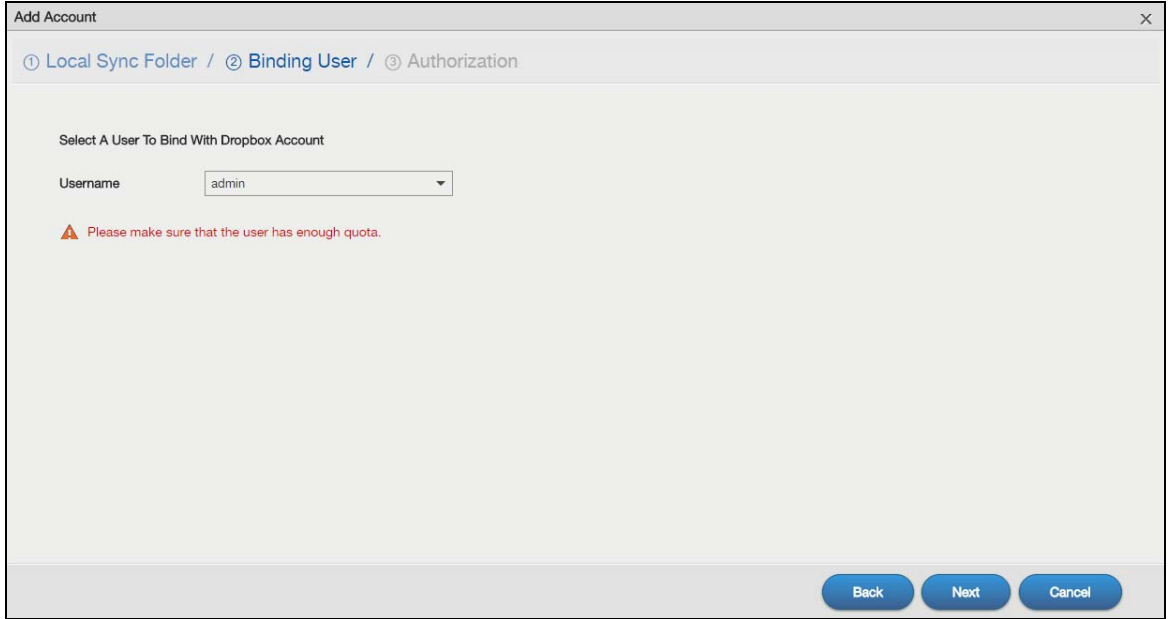 Add Account
① Local Sync Folder / ② Binding User / ③ Authorization
Select A User To Bind With Dropbox Account
Username admin
Please make sure that the user has enough quota.
Back Next Cancel